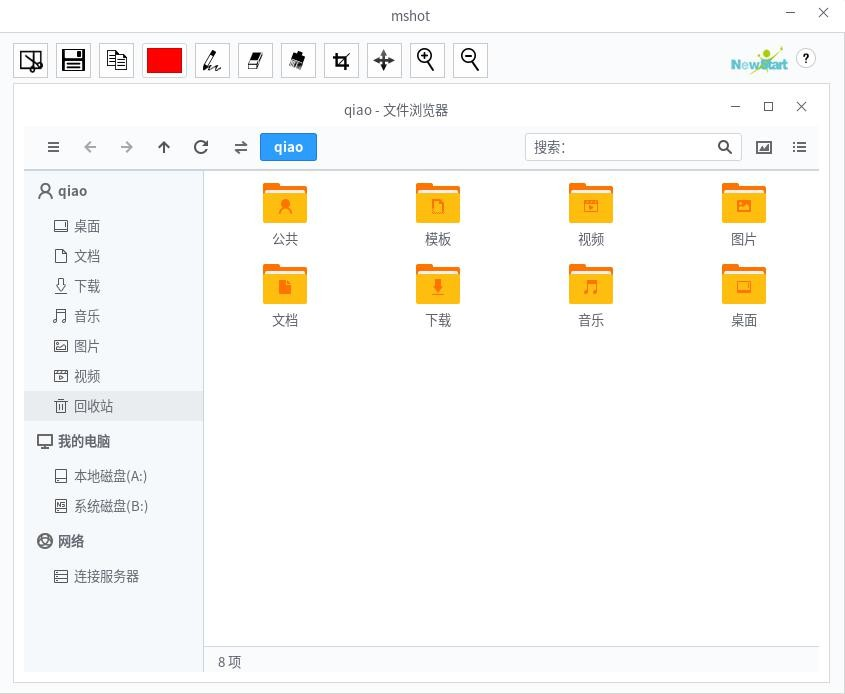 mshot
NewStart
?
qiao - 文件浏览器
qiao
搜索:
qiao
桌面
文档
下载
音乐
图片
视频
回收站
我的电脑
本地磁盘(A:)
系统磁盘(B:)
网络
连接服务器
公共
模板
视频
图片
文档
下载
音乐
桌面
8 项